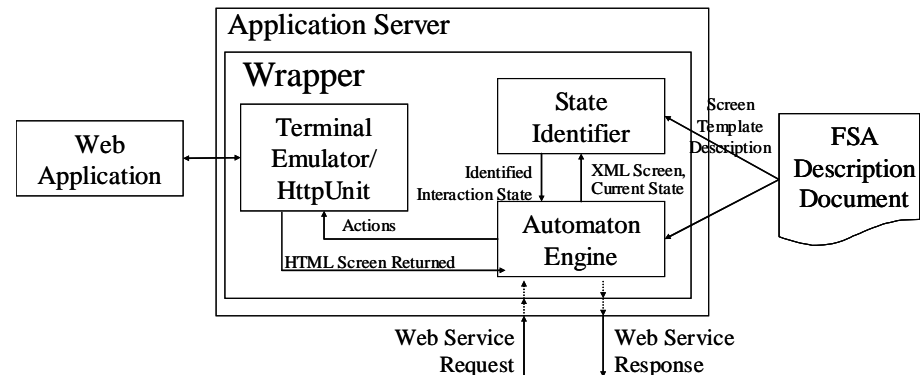 Application Server
Wrapper
Web
Application
Terminal
Emulator/
HttpUnit
State
Identifier
Screen
Template
Description
FSA
Description
Document
Identified
Interaction State
XML Screen,
Current State
Actions
Automaton
Engine
HTML Screen Returned
Web Service
Request
Web Service
Response